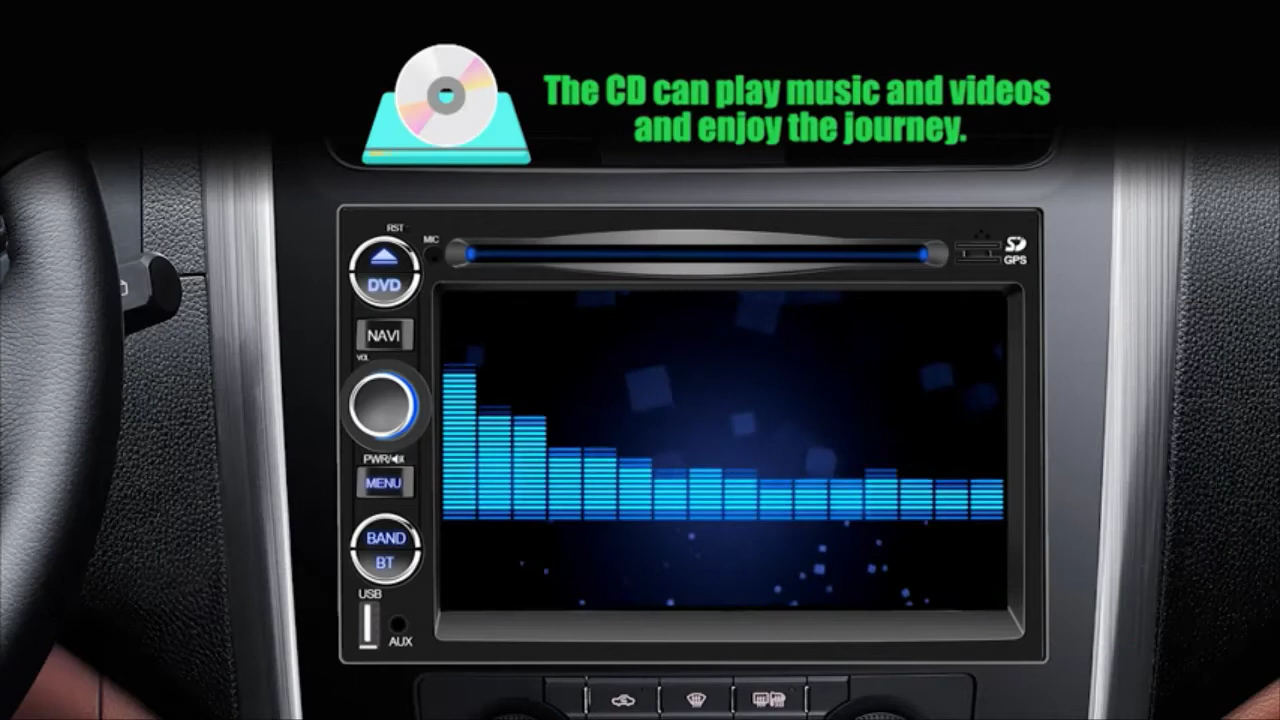 The CD can play music and videos
and enjoy the journey.
RST
MIC
DVD
SD
GPS
NAVI
VOL
PWR/
MENU
BAND
BT
USB
AUX